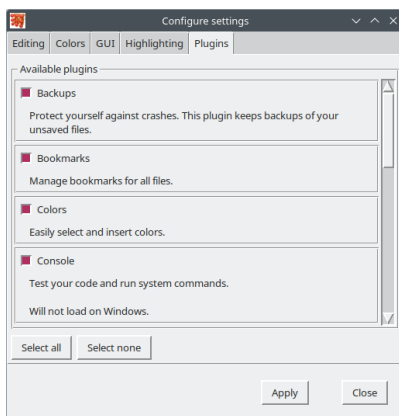 Configure settings
Editing Colors GUI Highlighting Plugins
Available plugins
Backups
Protect yourself against crashes. This plugin keeps backups of your
unsaved files.
Bookmarks
Manage bookmarks for all files.
Colors
Easily select and insert colors.
Console
Test your code and run system commands.
Will not load on Windows.
Select all Select none
Apply Close